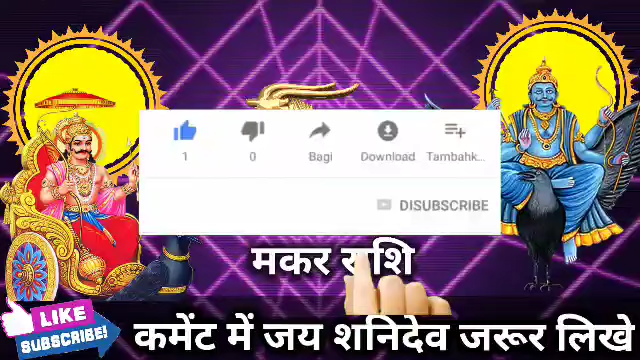 1 0 Bagi Download Tambahk...
DISUBSCRIBE
मकर राशि
LIKE
SUBSCRIBE!
कमेंट में जय शनिदेव जरूर लिखे